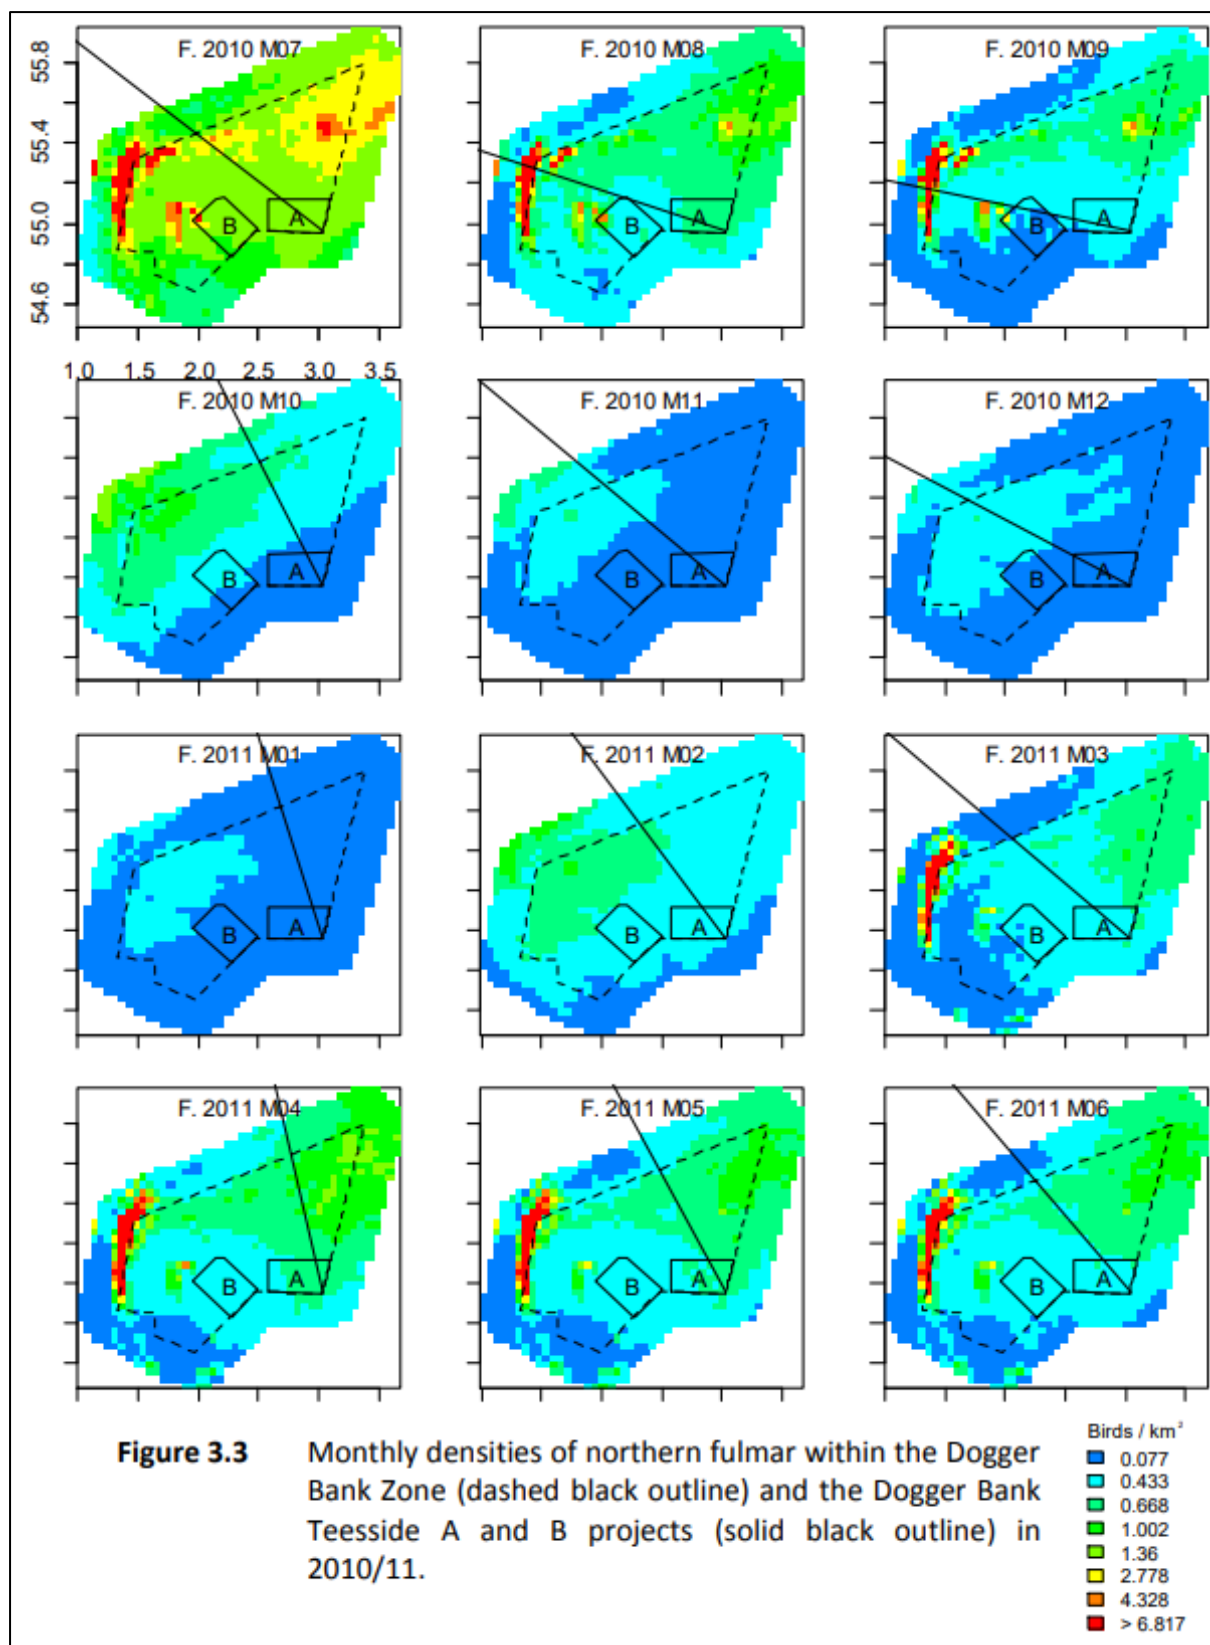 F. 2010 M07
F. 2010 M08
F. 2010 M09
55.8
55.4
55.0
54.6
B
A
B
A
B
A
1.0 1.5 2.0 2.5 3.0 3.5
F. 2010 M10
F. 2010 M11
F. 2010 M12
B
A
B
A
B
A
F. 2011 M01
F. 2011 M02
F. 2011 M03
B
A
B
A
B
A
F. 2011 M04
F. 2011 M05
F. 2011 M06
B
A
B
A
B
A
Figure 3.3 Monthly densities of northern fulmar within the Dogger
Bank Zone (dashed black outline) and the Dogger Bank
Teesside A and B projects (solid black outline) in
2010/11.
Birds / km²
0.077
0.433
0.668
1.002
1.36
2.778
4.328
> 6.817